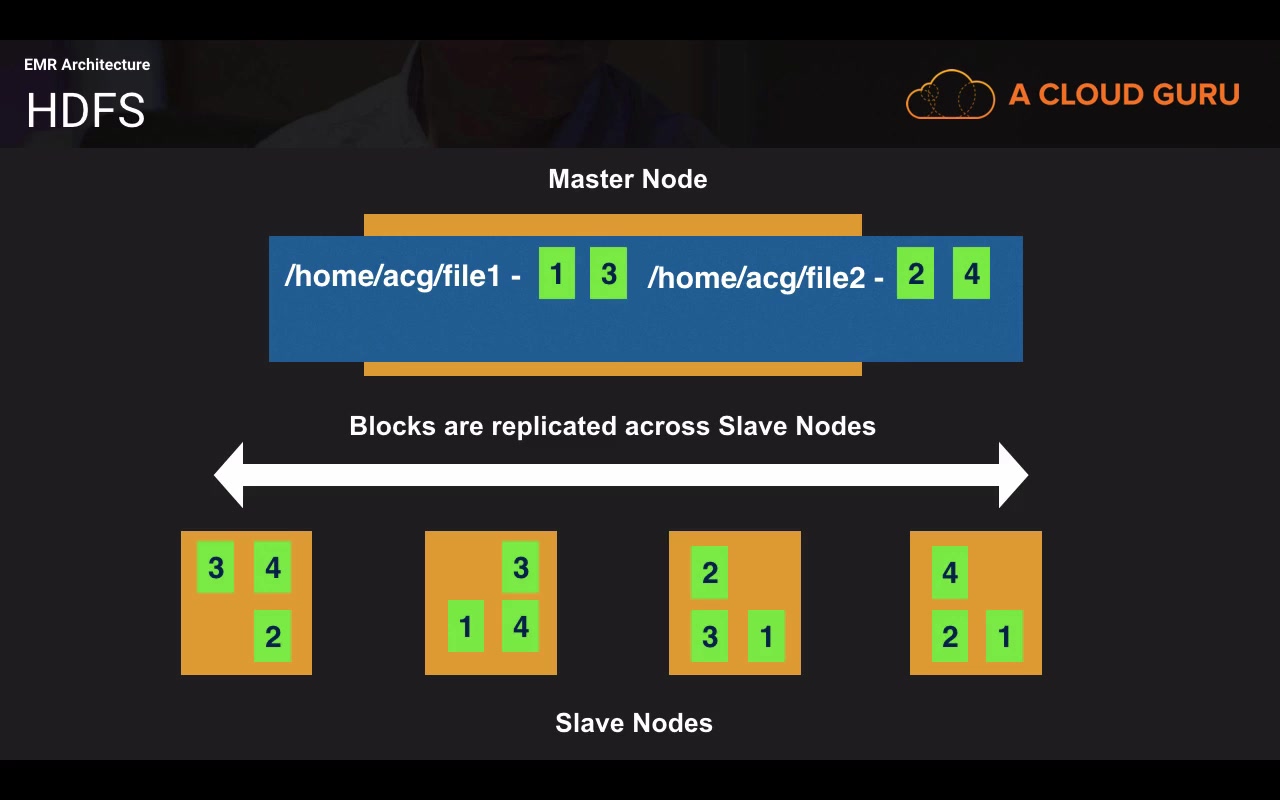 EMR Architecture
HDFS
A CLOUD GURU
Master Node
/home/acg/file1 - 1 3 /home/acg/file2 - 2 4
Blocks are replicated across Slave Nodes
3 4 3 2 4
2 1 4 3 1 2 1
Slave Nodes